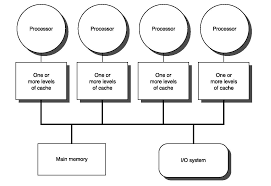 Processor
Processor
Processor
Processor
One or
more levels
of cache
One or
more levels
of cache
One or
more levels
of cache
One or
more levels
of cache
Main memory
I/O system